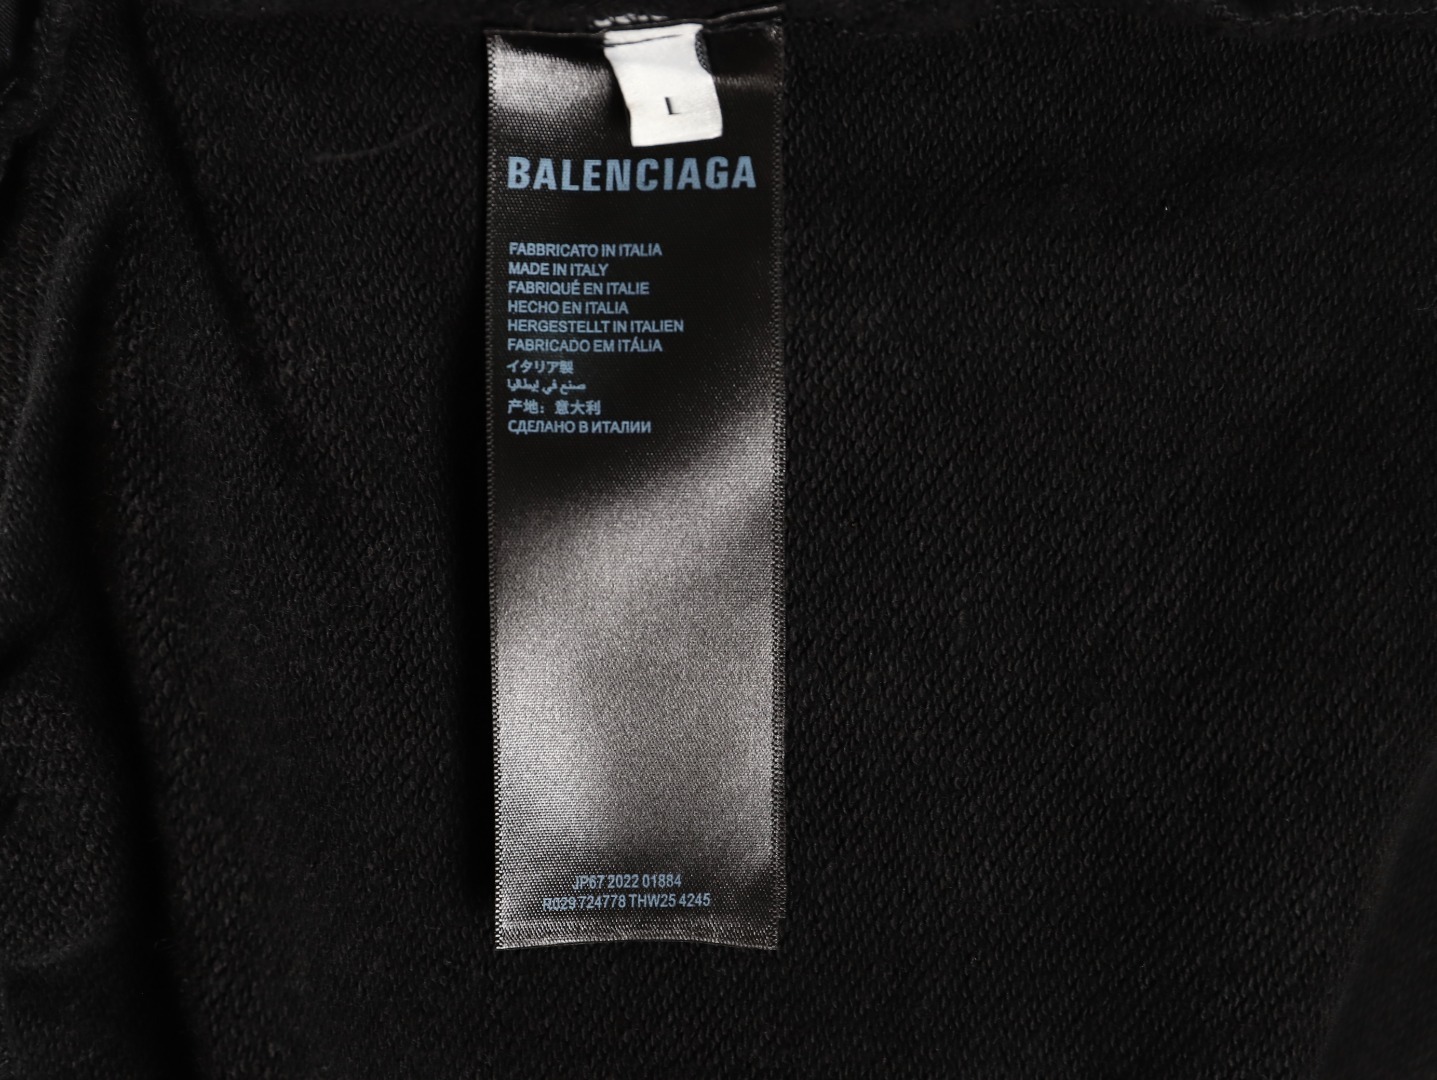 L
BALENCIAGA
FABBRICATO IN ITALIA
MADE IN ITALY
FABRIQUÉ EN ITALIE
HECHO EN ITALIA
HERGESTELLT IN ITALIEN
FABRICADO EM ITÁLIA
イタリア製
صنع في إيطاليا
产地：意大利
СДЕЛАНО В ИТАЛИИ
JP67 2022 01884
R029 724778 THW25 4245